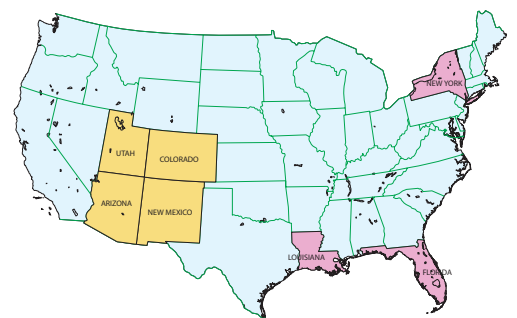 NEW YORK
UTAH
COLORADO
ARIZONA
NEW MEXICO
LOUISIANA
FLORIDA